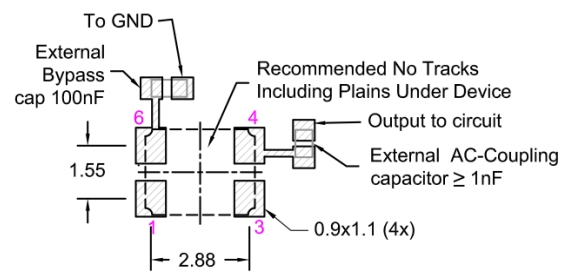 To GND
External
Bypass
cap 100nF
Recommended No Tracks
Including Plains Under Device
6
4
Output to circuit
External AC-Coupling
capacitor ≥ 1nF
1.55
1
3
0.9x1.1 (4x)
2.88